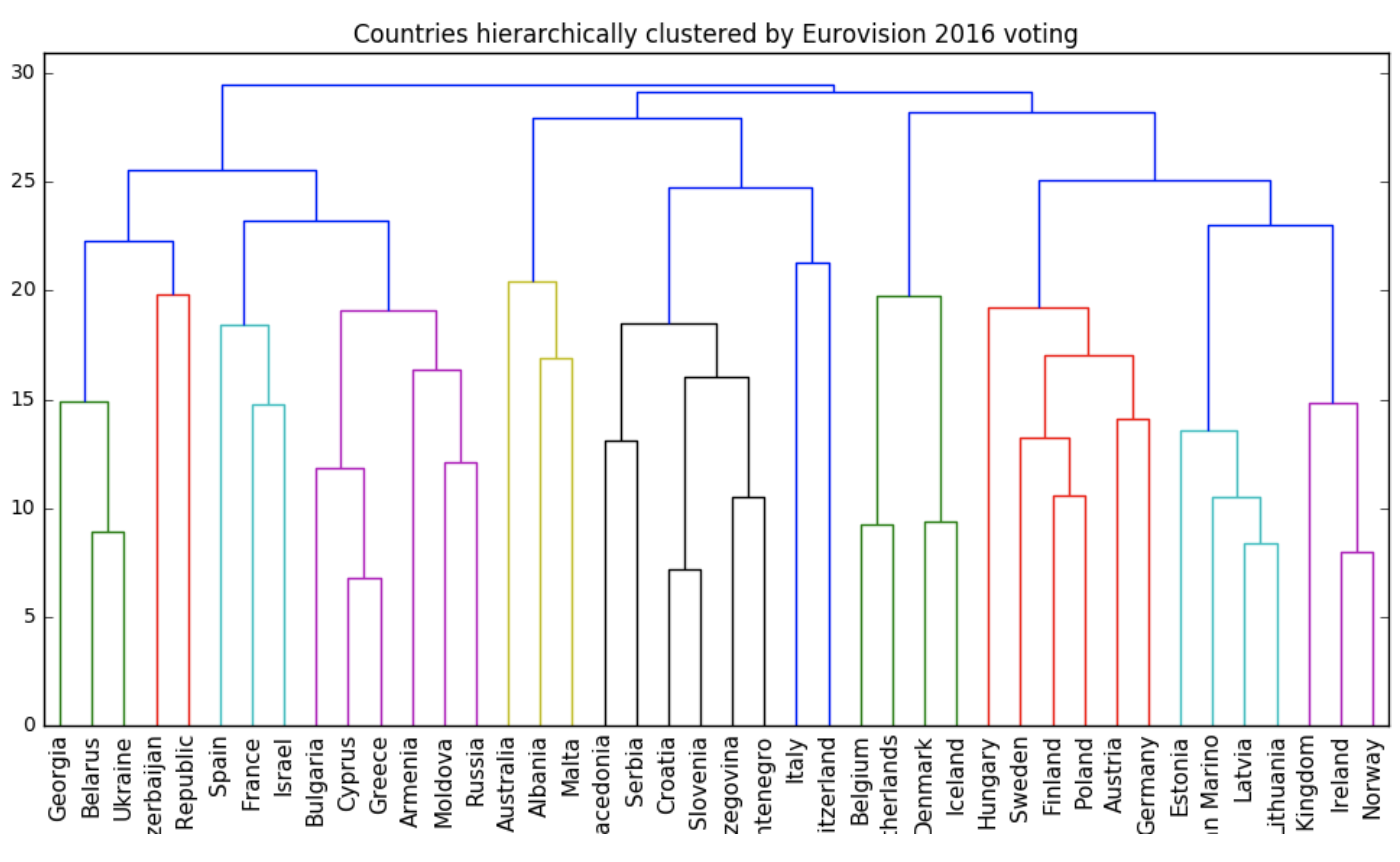 Countries hierarchically clustered by Eurovision 2016 voting
30
25
20
15
10
5
0
Georgia
Belarus
Ukraine
zerbaijan
Republic
Spain
France
Israel
Bulgaria
Cyprus
Greece
Armenia
Moldova
Russia
Australia
Albania
Malta
acedonia
Serbia
Croatia
Slovenia
zegovina
ntenegro
Italy
itzerland
Belgium
therlands
Denmark
Iceland
Hungary
Sweden
Finland
Poland
Austria
Germany
Estonia
n Marino
Latvia
Lithuania
Kingdom
Ireland
Norway